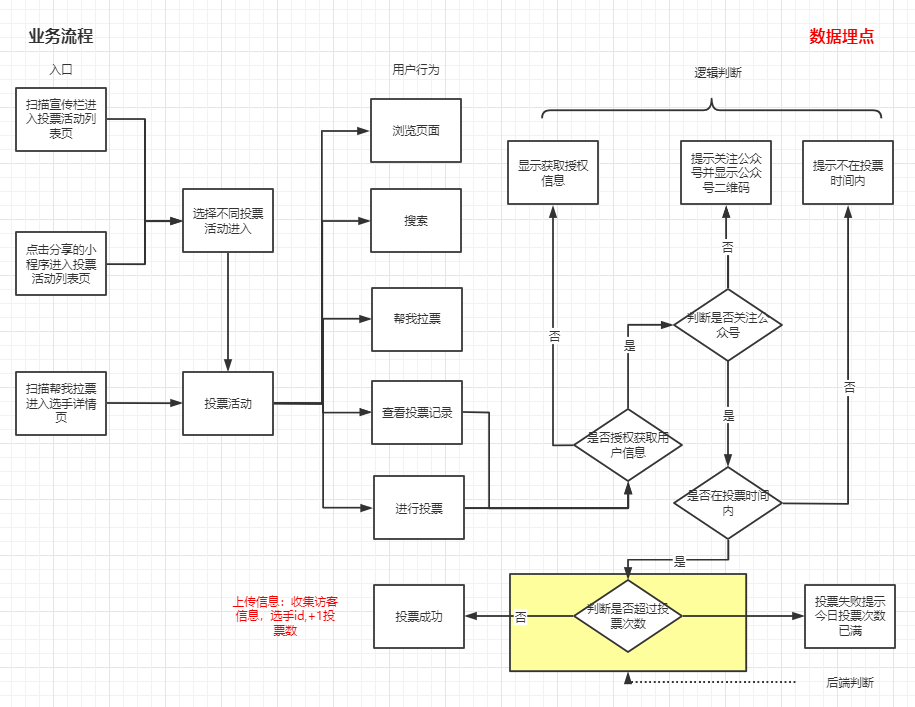 业务流程
数据埋点
入口
用户行为
逻辑判断
扫描宣传栏进
入投票活动列
表页
点击分享的小
程序进入投票
活动列表页
扫描帮我拉票
进入选手详情
页
选择不同投票
活动进入
投票活动
浏览页面
搜索
帮我拉票
查看投票记录
进行投票
显示获取授权
信息
提示关注公众
号并显示公众
号二维码
提示不在投票
时间内
否
否
判断是否关注公
众号
否
是
是否授权获取用
户信息
否
是
是否在投票时间
内
是
上传信息：收集访客
信息，选手id,+1投
票数
投票成功
否
判断是否超过投
票次数
投票失败提示
今日投票次数
已满
后端判断